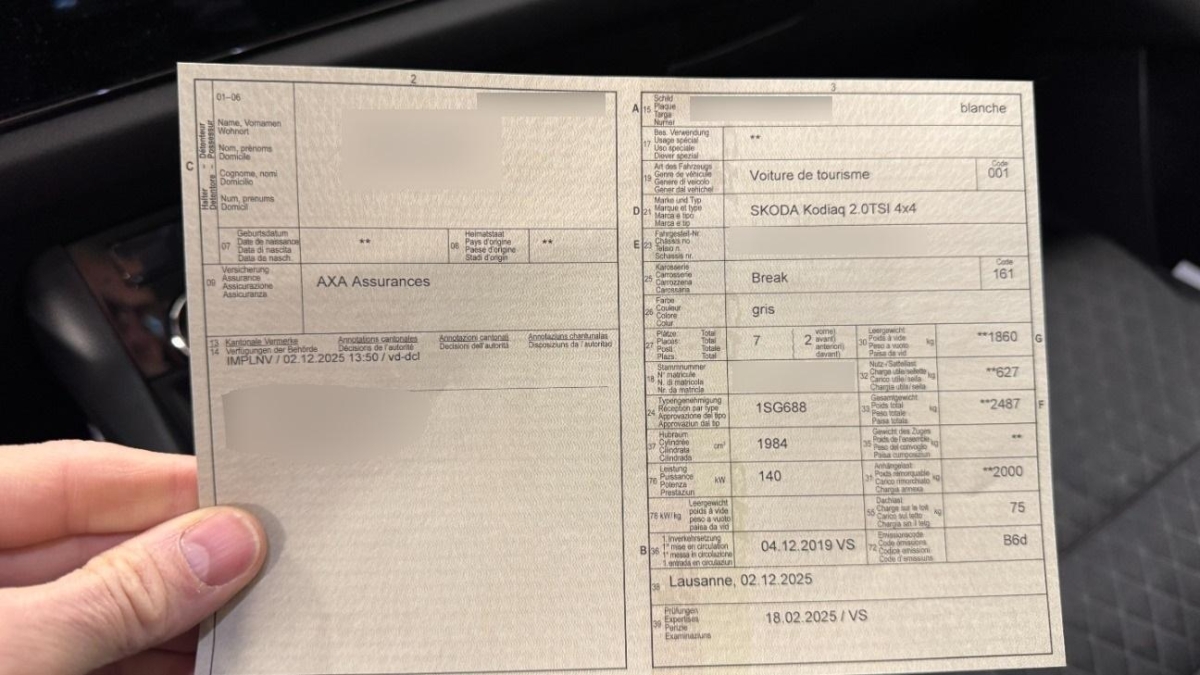 2
01–06
Name, Vornamen
Wohnort
Nom, prénoms
Domicile
Cognome, nomi
Domicilio
Num, prenums
Domicil
C
Halter - Détenteur
Detentore - Possessur
07
Geburtsdatum
Date de naissance
Data di nascita
Data da nasch.
**
08
Heimatstaat
Pays d'origine
Paese d'origine
Stadi d'origin
**
09
Versicherung
Assurance
Assicurazione
Assicuranza
AXA Assurances
13
14
Kantonale Vermerke
Verfügungen der Behörde
Annotations cantonales
Décisions de l'autorité
Annotazioni cantonali
Decisioni dell'autorità
Annotaziuns chantunalas
Disposiziuns da l'autoritad
IMPLNV / 02.12.2025 13:50 / vd-dcl
3
A
15
Schild
Plaque
Targa
Numer
blanche
17
Bes. Verwendung
Usage spécial
Uso speciale
Diever spezial
**
19
Art des Fahrzeugs
Genre de véhicule
Genere di veicolo
Gener dal vehichel
Voiture de tourisme
Code
001
D
21
Marke und Typ
Marque et type
Marca e tipo
Marca e tip
SKODA Kodiaq 2.0TSI 4x4
E
23
Fahrgestell-Nr.
Châssis no
Telaio n.
Schassis nr.
25
Karosserie
Carrosserie
Carrozzeria
Carossaria
Break
Code
161
26
Farbe
Couleur
Colore
Colur
gris
27
Plätze: Total
Places: Total
Posti: Totale
Plazs: Total
7
2
vorne)
avant)
anteriori)
davant)
30
Leergewicht
Poids à vide
Peso a vuoto
Paisa da vid
kg
**1860
G
18
Stammnummer
N° matricule
N. di matricola
Nr. da matricla
32
Nutz-/Sattellast
Charge utile/sellette
Carico utile/sella
Chargia utila/sella
kg
**627
24
Typengenehmigung
Réception par type
Approvazione del tipo
Approvaziun dal tip
1SG688
33
Gesamtgewicht
Poids total
Peso totale
Paisa totala
kg
**2487
F
37
Hubraum
Cylindrée
Cilindrata
Cilindrada
cm³
1984
35
Gewicht des Zuges
Poids de l'ensemble
Peso del convoglio
Paisa cumposiziun
kg
**
76
Leistung
Puissance
Potenza
Prestaziun
kW
140
31
Anhängelast
Poids remorquable
Carico rimorchiato
Chargia annexa
kg
**2000
78 kW/kg
Leergewicht
poids à vide
peso a vuoto
paisa da vid
55
Dachlast
Charge sur le toit
Carico sul tetto
Chargia sin il tetg
kg
75
B
36
1. Inverkehrsetzung
1re mise en circulation
1a messa in circolazione
1 entrada en circulaziun
04.12.2019 VS
72
Emissionscode
Code émissions
Codice emissioni
Code d'emissiuns
B6d
38
Lausanne, 02.12.2025
39
Prüfungen
Expertises
Perizie
Examinaziuns
18.02.2025 / VS